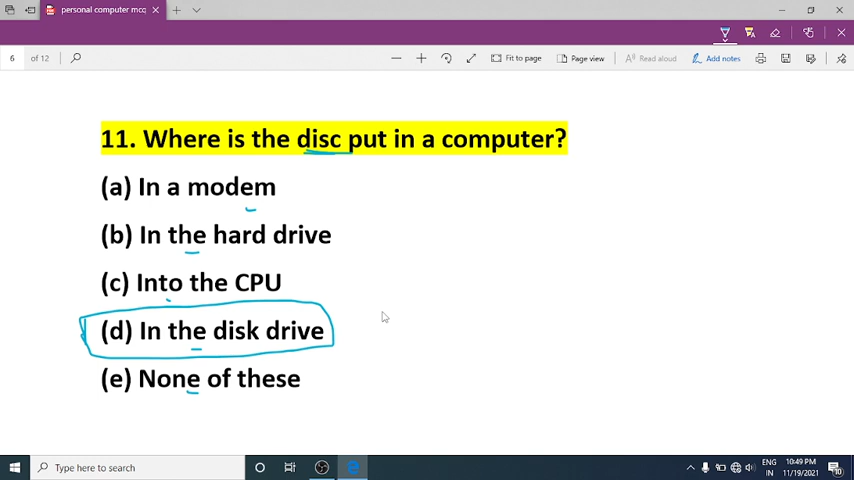 personal computer mcq
6 of 12
Fit to page
Page view
Read aloud
Add notes
11. Where is the disc put in a computer?
(a) In a modem
(b) In the hard drive
(c) Into the CPU
(d) In the disk drive
(e) None of these
Type here to search
ENG
IN
10:49 PM
11/19/2021